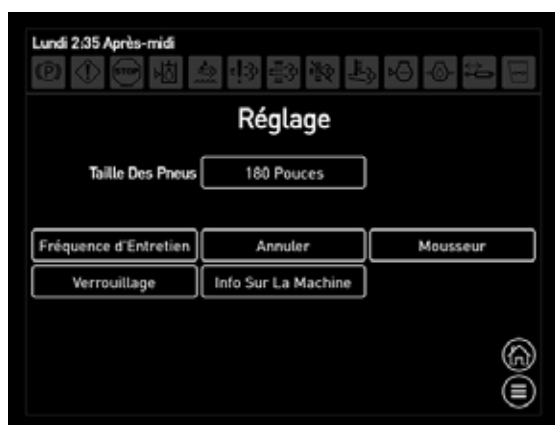 Lundi 2:35 Après-midi
(P) STOP
Réglage
Taille Des Pneus 180 Pouces
Fréquence d'Entretien Annuler Mousseur
Verrouillage Info Sur La Machine